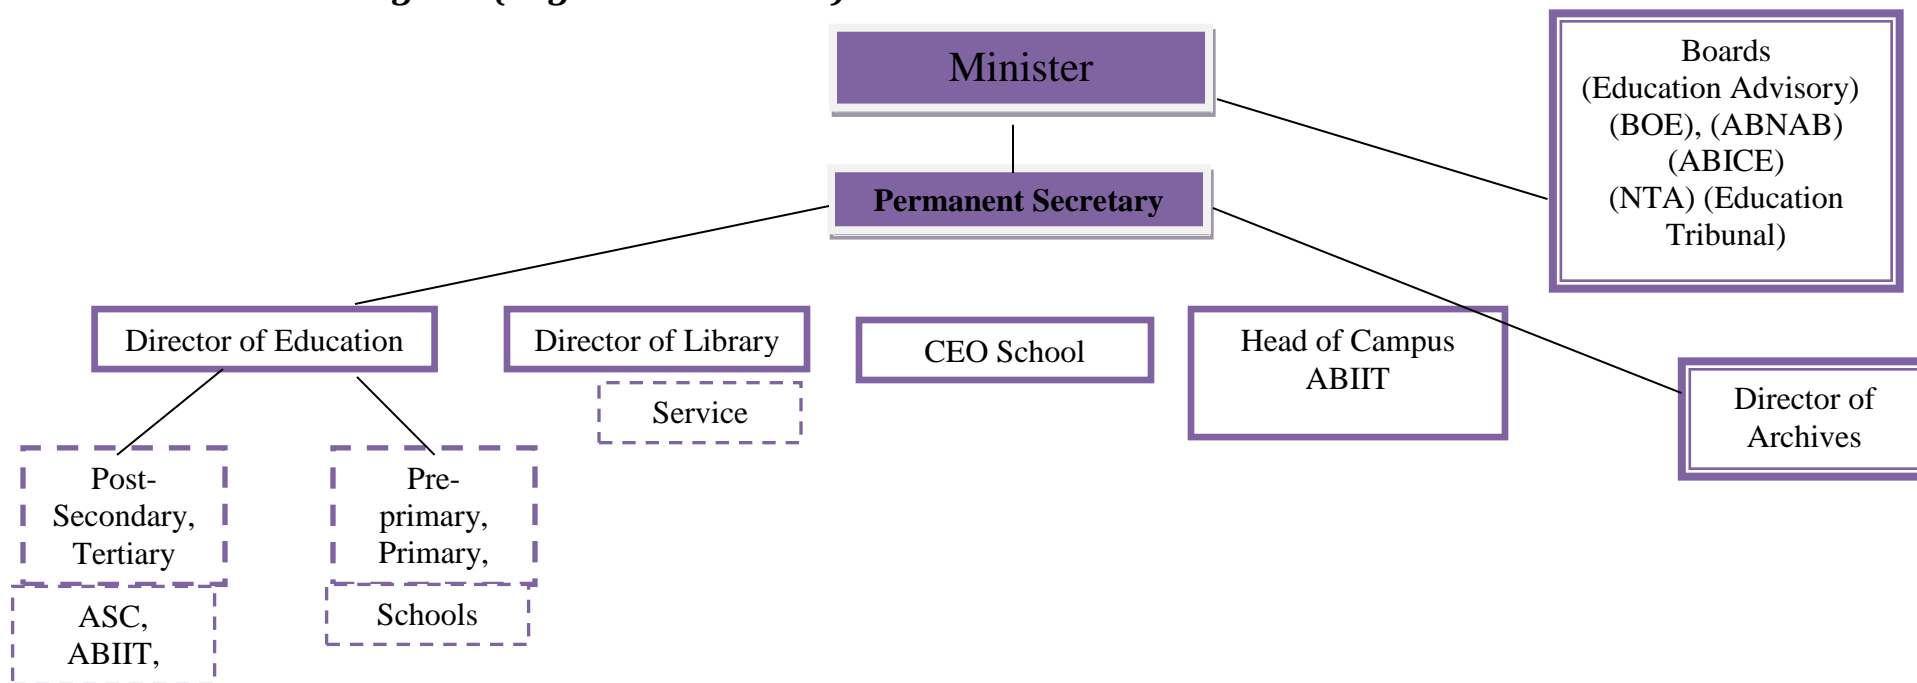 Minister
Boards
(Education Advisory)
(BOE), (ABNAB)
(ABICE)
(NTA) (Education
Tribunal)
Permanent Secretary
Director of Education
Director of Library
CEO School
Head of Campus
ABIIT
Service
Director of
Archives
Post-
Secondary,
Tertiary
Pre-
primary,
Primary,
ASC,
ABIIT,
Schools